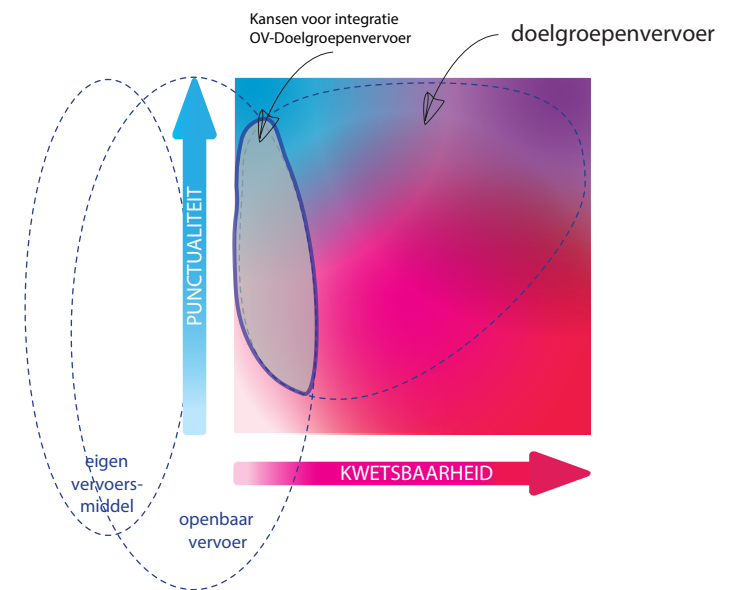 Kansen voor integratie
OV-Doelgroepenvervoer
doelgroepenvervoer
PUNCTUALITEIT
KWETSBAARHEID
eigen
vervoers-
middel
openbaar
vervoer